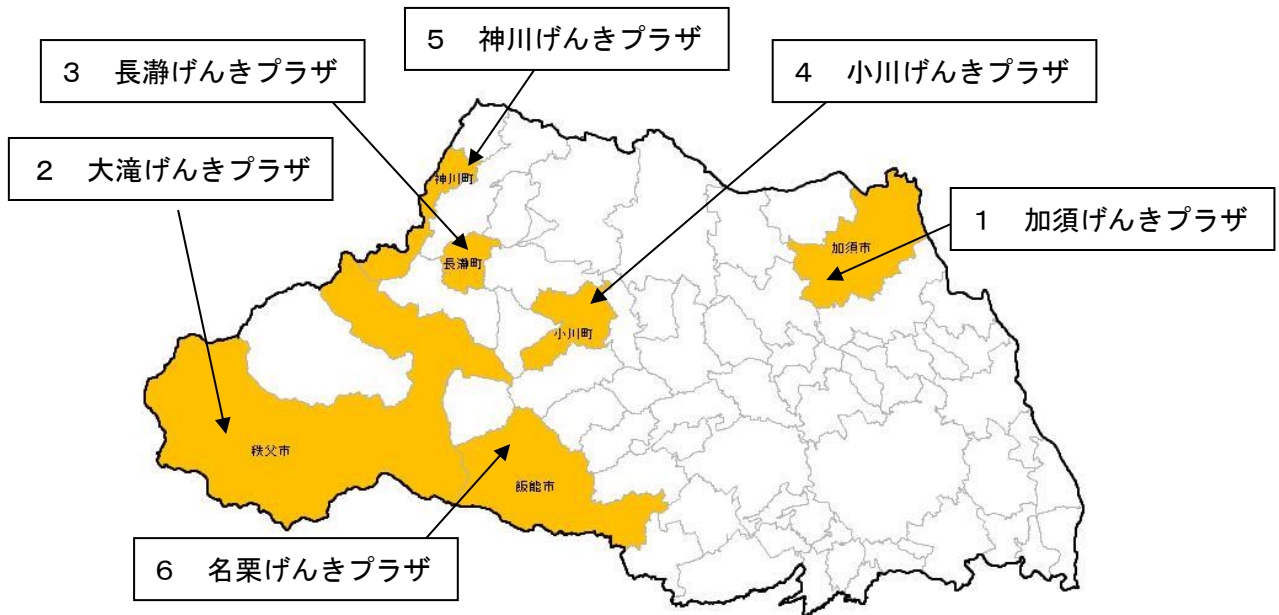 5 神川げんきプラザ
3 長瀞げんきプラザ
4 小川げんきプラザ
2 大滝げんきプラザ
神川町
1 加須げんきプラザ
加須市
長瀞町
小川町
秩父市
飯能市
6 名栗げんきプラザ